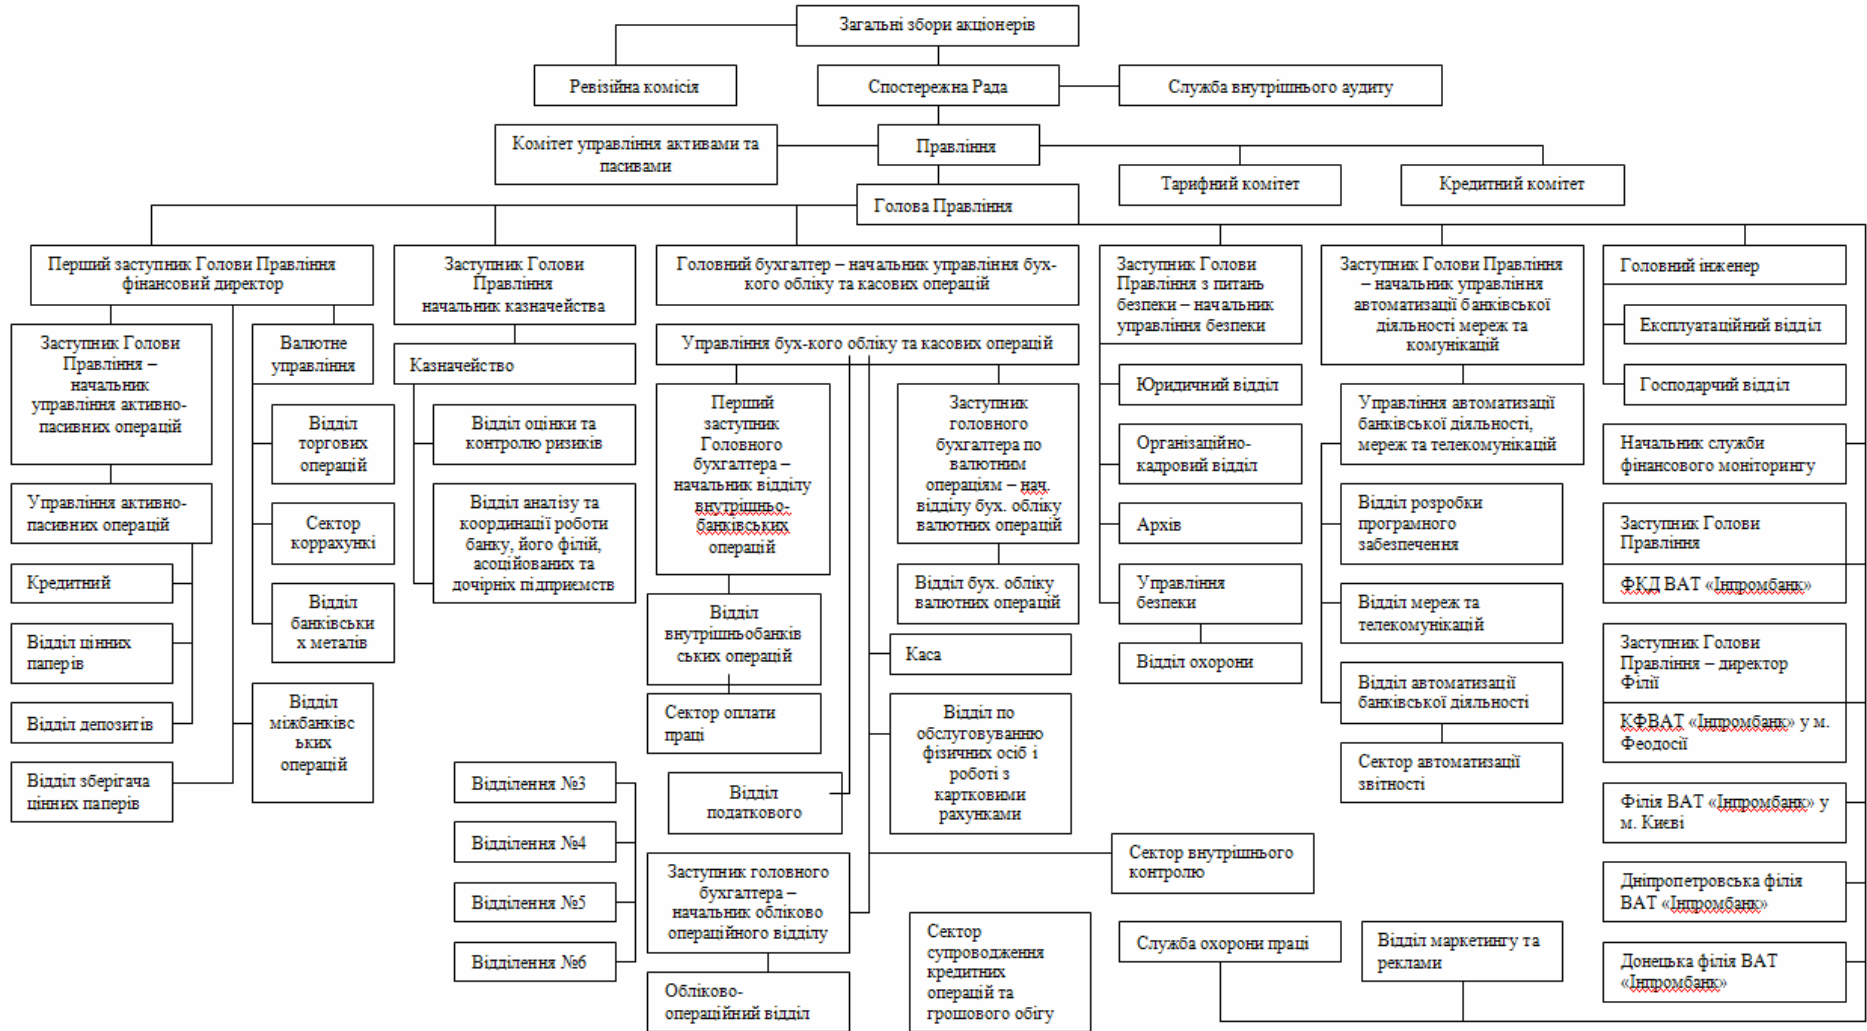 Загальні збори акціонерів
Ревізійна комісія
Спостережна Рада
Служба внутрішнього аудиту
Комітет управління активами та
пасивами
Правління
Тарифний комітет
Кредитний комітет
Голова Правління
Перший заступник Голови Правління
фінансовий директор
Заступник Голови
Правління
начальник казначейства
Головний бухгалтер – начальник управління бух-
кого обліку та касових операцій
Заступник Голови
Правління з питань
безпеки – начальник
управління безпеки
Заступник Голови Правління
– начальник управління
автоматизації банківської
діяльності мереж та
комунікацій
Головний інженер
Експлуатаційний відділ
Господарчий відділ
Заступник Голови
Правління –
начальник
управління активно-
пасивних операцій
Валютне
управління
Казначейство
Управління бух-кого обліку та касових операцій
Відділ
торгових
операцій
Відділ оцінки та
контролю ризиків
Перший
заступник
Головного
бухгалтера –
начальник відділу
внутрішньо-
банківських
операцій
Заступник
головного
бухгалтера по
валютним
операціям – нач.
відділу бух. обліку
валютних операцій
Юридичний відділ
Організаційно-
кадровий відділ
Архів
Управління
безпеки
Відділ охорони
Управління автоматизації
банківської діяльності,
мереж та телекомунікацій
Відділ розробки
програмного
забезпечення
Відділ мереж та
телекомунікацій
Відділ автоматизації
банківської діяльності
Сектор автоматизації
звітності
Начальник служби
фінансового моніторингу
Заступник Голови
Правління
ФКД ВАТ «Інпромбанк»
Заступник Голови
Правління – директор
Філії
КФВАТ «Інпромбанк» у м.
Феодосії
Філія ВАТ «Інпромбанк» у
м. Києві
Дніпропетровська філія
ВАТ «Інпромбанк»
Донецька філія ВАТ
«Інпромбанк»
Управління активно-
пасивних операцій
Кредитний
Відділ цінних
паперів
Відділ депозитів
Відділ зберігача
цінних паперів
Сектор
коррахункі
Відділ
банківськи
х металів
Відділ
міжбанківс
ьких
операцій
Відділ аналізу та
координації роботи
банку, його філій,
асоційованих та
дочірніх підприємств
Відділення №3
Відділення №4
Відділення №5
Відділення №6
Відділ
внутрішньобанків
ських операцій
Сектор оплати
праці
Відділ
податкового
Заступник головного
бухгалтера –
начальник обліково
операційного відділу
Обліково-
операційний відділ
Відділ бух. обліку
валютних операцій
Каса
Відділ по
обслуговуванню
фізичних осіб і
роботі з
картковими
рахунками
Сектор внутрішнього
контролю
Сектор
супроводження
кредитних
операцій та
грошового обігу
Служба охорони праці
Відділ маркетингу та
реклами